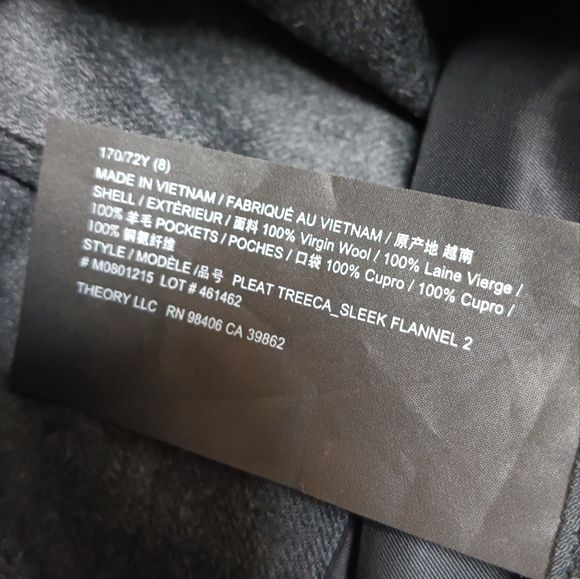 170/72Y (8)
MADE IN VIETNAM / FABRIQUÉ AU VIETNAM / 原产地 越南
SHELL / EXTÉRIEUR / 面料 100% Virgin Wool / 100% Laine Vierge /
100% 羊毛 POCKETS / POCHES / 口袋 100% Cupro / 100% Cupro /
100% 铜氨纤维
STYLE / MODÈLE /品号 PLEAT TREECA_SLEEK FLANNEL 2
# M0801215 LOT # 461462
THEORY LLC RN 98406 CA 39862